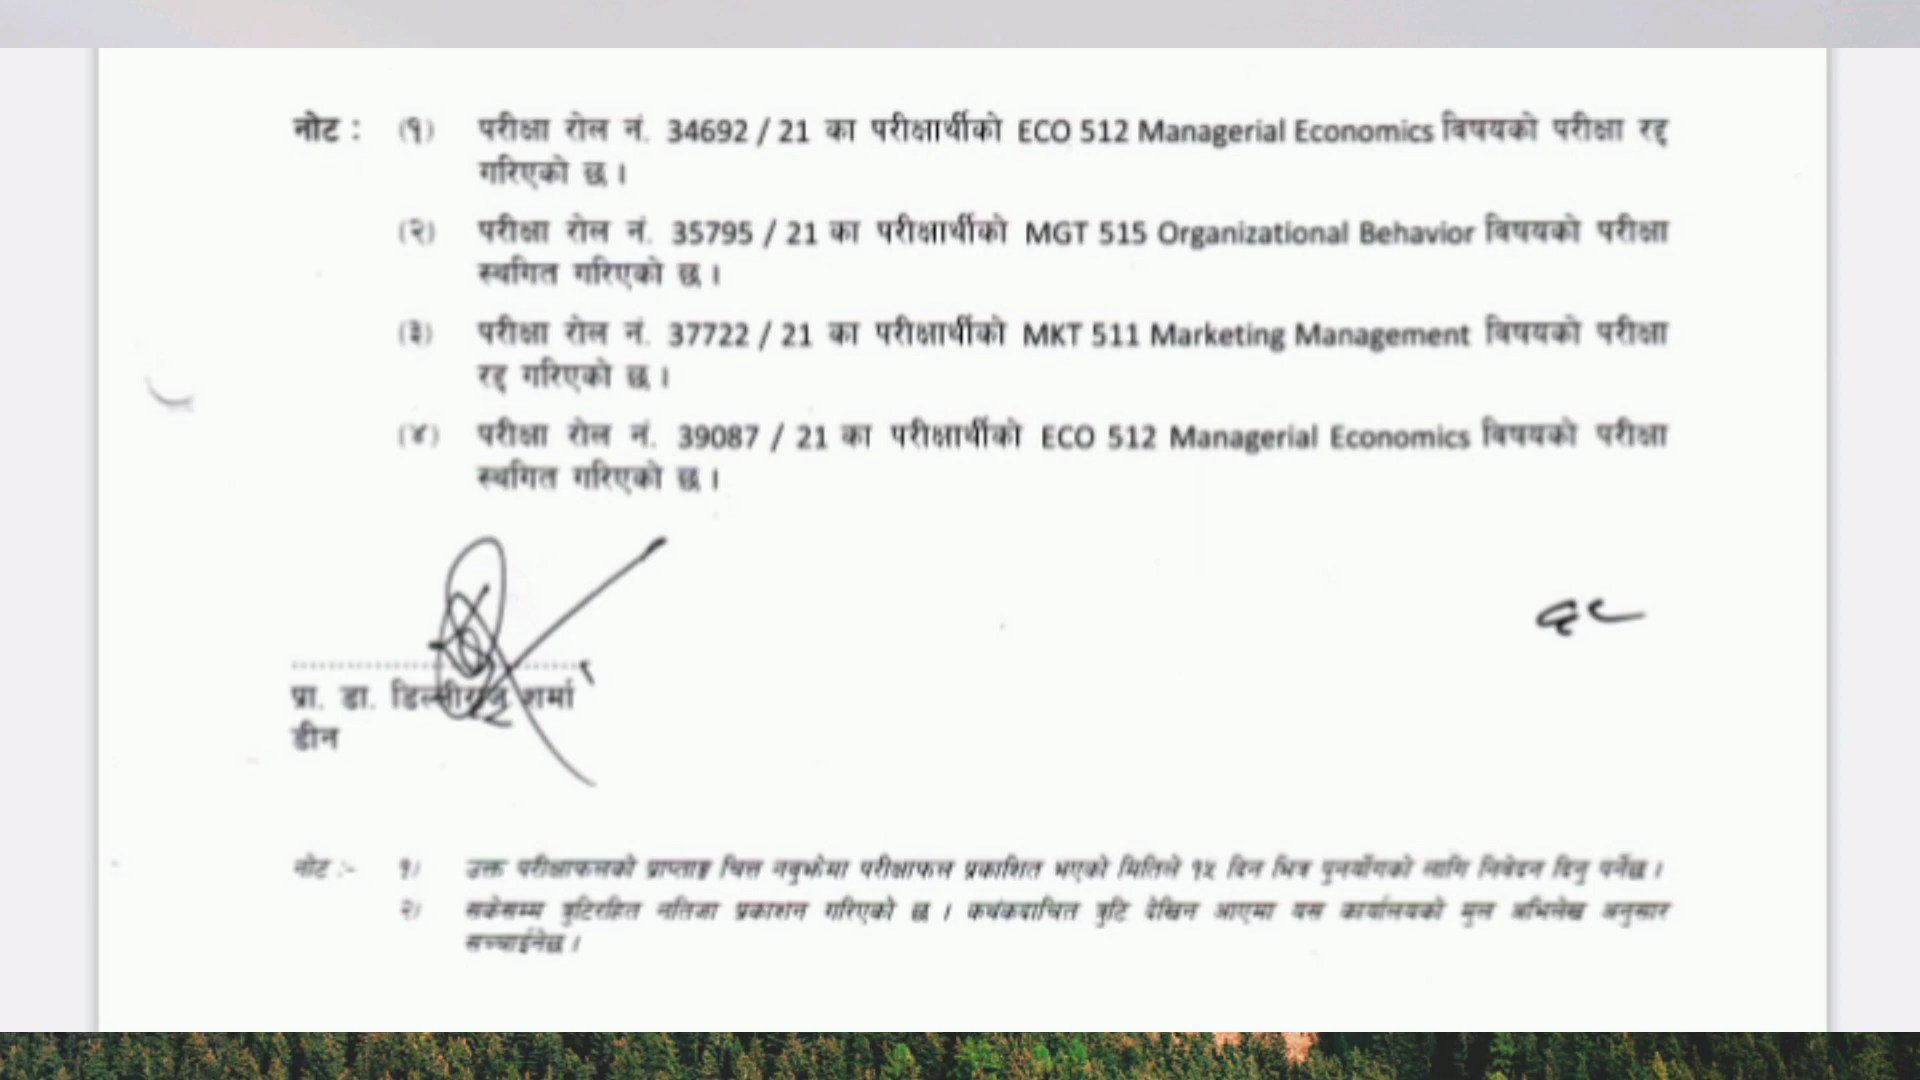 नोट : (१) परीक्षा रोल नं. 34692 / 21 का परीक्षार्थीको ECO 512 Managerial Economics विषयको परीक्षा रद्द
गरिएको छ ।
(२) परीक्षा रोल नं. 35795 / 21 का परीक्षार्थीको MGT 515 Organizational Behavior विषयको परीक्षा
स्थगित गरिएको छ ।
(३) परीक्षा रोल नं. 37722 / 21 का परीक्षार्थीको MKT 511 Marketing Management विषयको परीक्षा
रद्द गरिएको छ ।
(४) परीक्षा रोल नं. 39087 / 21 का परीक्षार्थीको ECO 512 Managerial Economics विषयको परीक्षा
स्थगित गरिएको छ ।
प्रा. डा. डिल्लीराज शर्मा
डीन
नोट :- १) उक्त परीक्षाफलको प्राप्ताङ्क चित्त नबुझेमा परीक्षाफल प्रकाशित भएको मितिले १५ दिन भित्र पुनर्योगको लागि निवेदन दिनु पर्नेछ ।
२) सकेसम्म त्रुटिरहित नतिजा प्रकाशन गरिएको छ । कथंकदाचित त्रुटि देखिन आएमा यस कार्यालयको मुल अभिलेख अनुसार
सच्याईनेछ ।